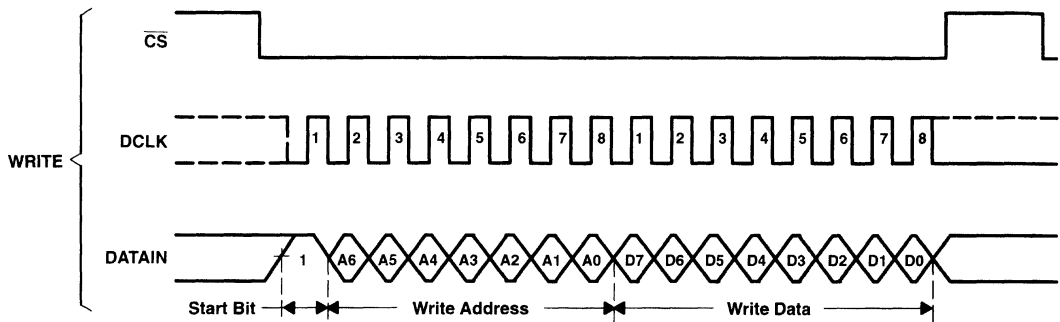 CS
DCLK
1 2 3 4 5 6 7 8 1 2 3 4 5 6 7 8
WRITE
DATAIN
1 A6 A5 A4 A3 A2 A1 A0 D7 D6 D5 D4 D3 D2 D1 D0
Start Bit Write Address Write Data